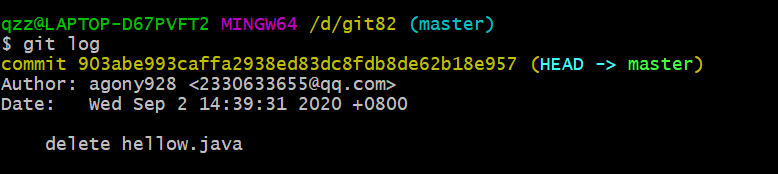 qzz@LAPTOP-D67PVFT2 MINGW64 /d/git82 (master)
$ git log
commit 903abe993caffa2938ed83dc8fdb8de62b18e957 (HEAD -> master)
Author: agony928 <2330633655@qq.com>
Date:   Wed Sep 2 14:39:31 2020 +0800
    delete hellow.java